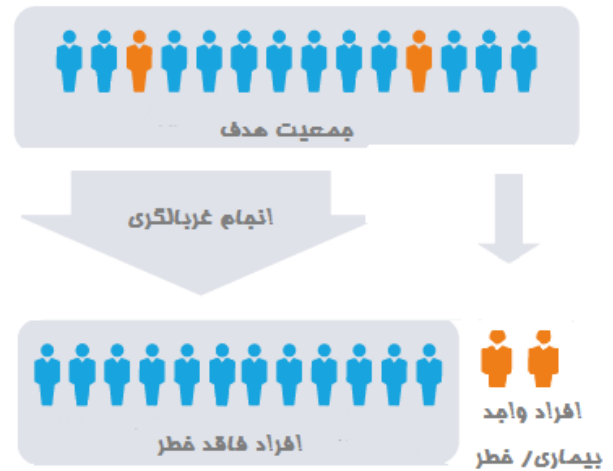 جمعیت هدف
انجام غربالگری
افراد واجد
بیماری/ خطر
افراد فاقد خطر